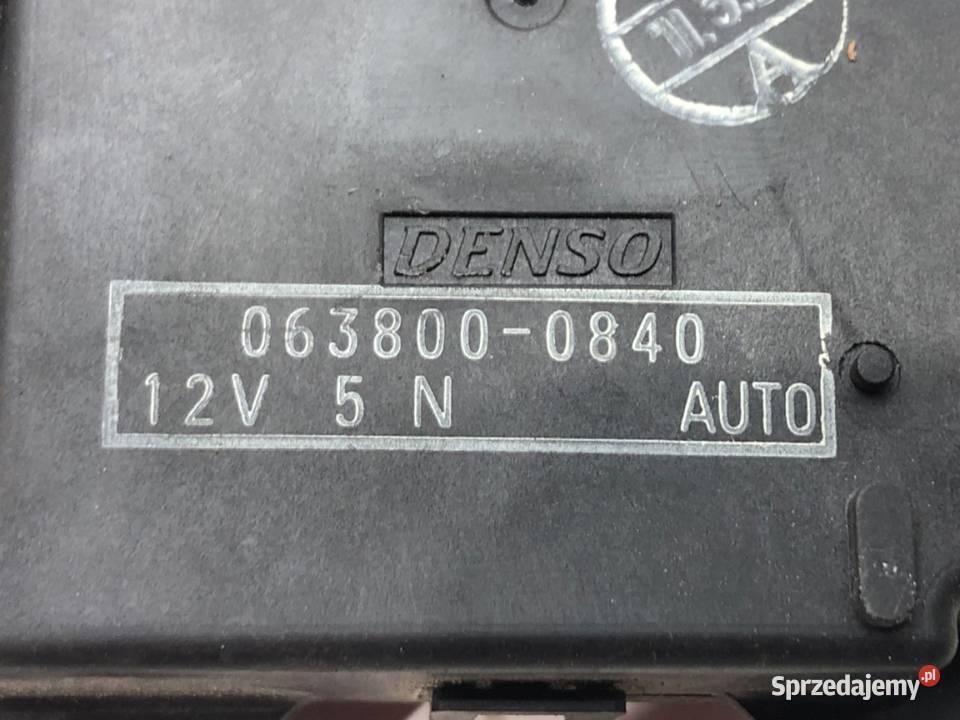 A
DENSO
063800-0840
12V 5 N AUTO
Sprzedajemy.pl